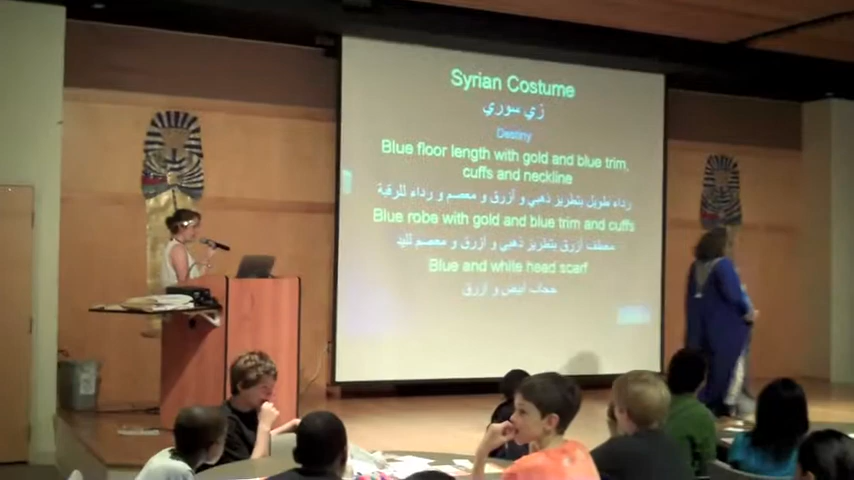 Syrian Costume
زي سوري
Destiny
Blue floor length with gold and blue trim,
cuffs and neckline
رداء طويل بتطريز ذهبي و أزرق و معصم و رداء للرقبة
Blue robe with gold and blue trim and cuffs
معطف أزرق بتطريز ذهبي و أزرق و معصم لليد
Blue and white head scarf
حجاب أبيض و أزرق